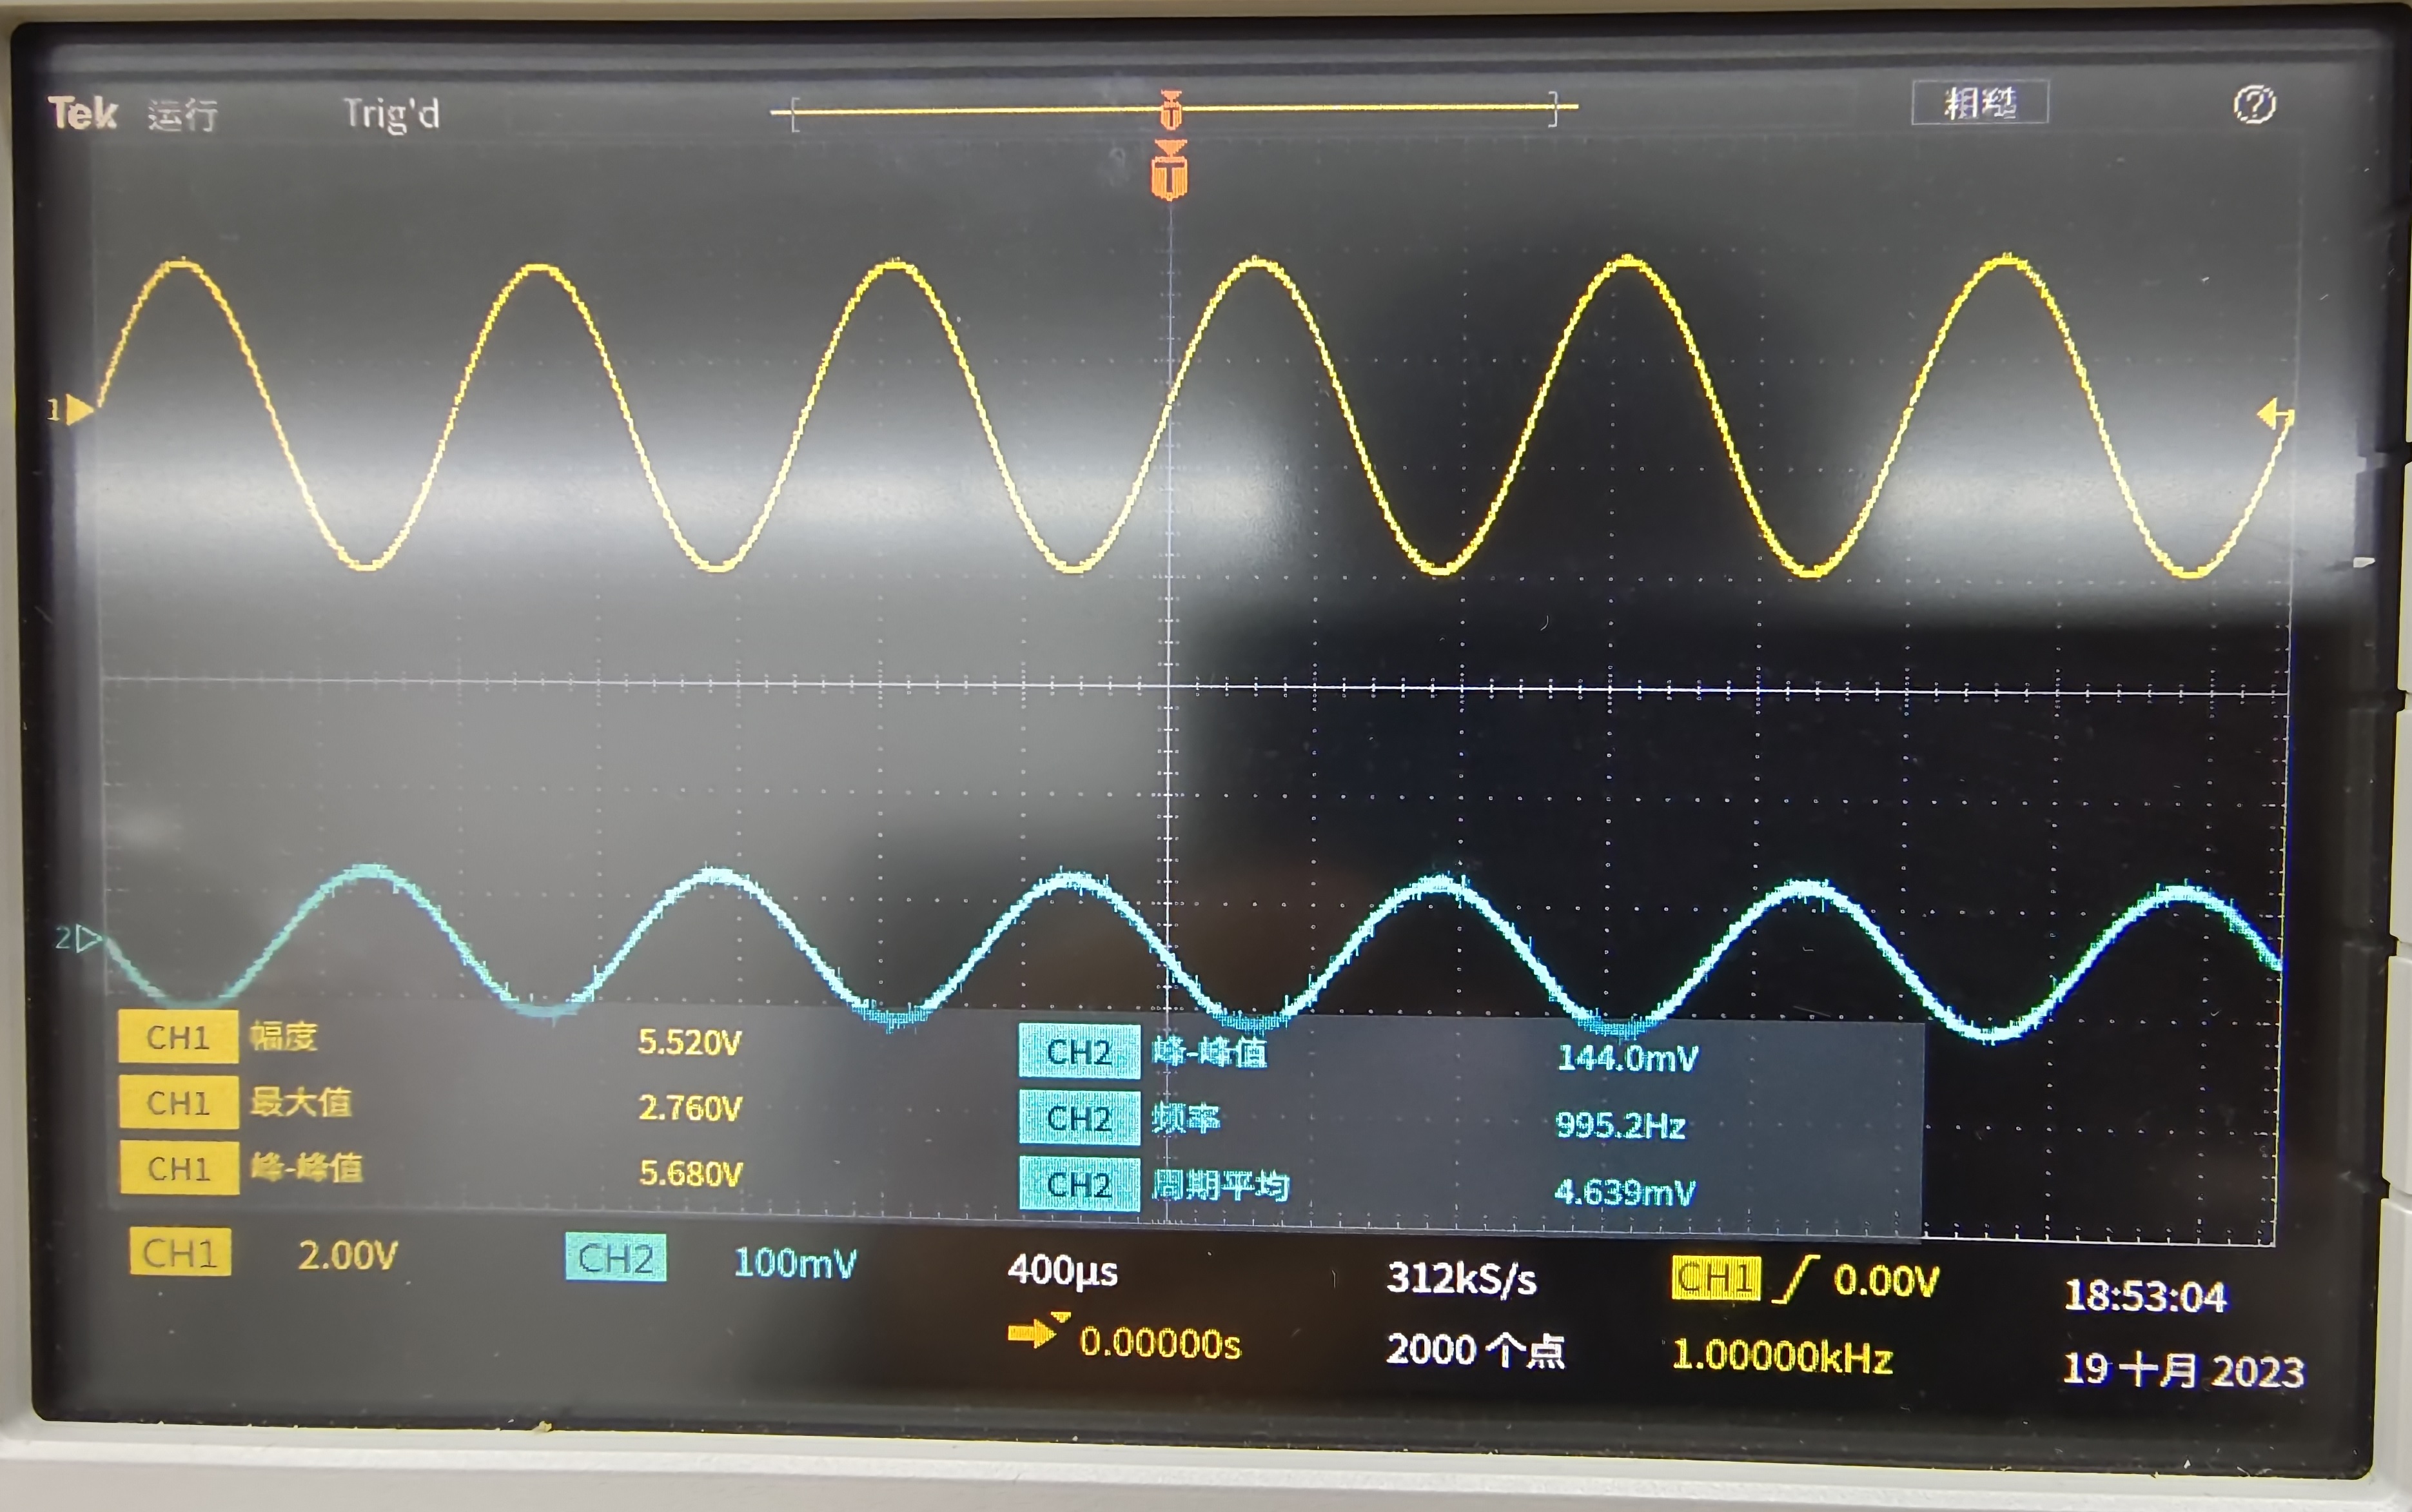 Tek 运行 Trig'd 粗糙 ?
T
T
1
2
CH1 幅度 5.520V
CH1 最大值 2.760V
CH1 峰-峰值 5.680V
CH2 峰-峰值 144.0mV
CH2 频率 995.2Hz
CH2 周期平均 4.639mV
CH1 2.00V CH2 100mV 400μs 312kS/s CH1 0.00V 18:53:04
0.00000s 2000 个点 1.00000kHz 19 十月 2023